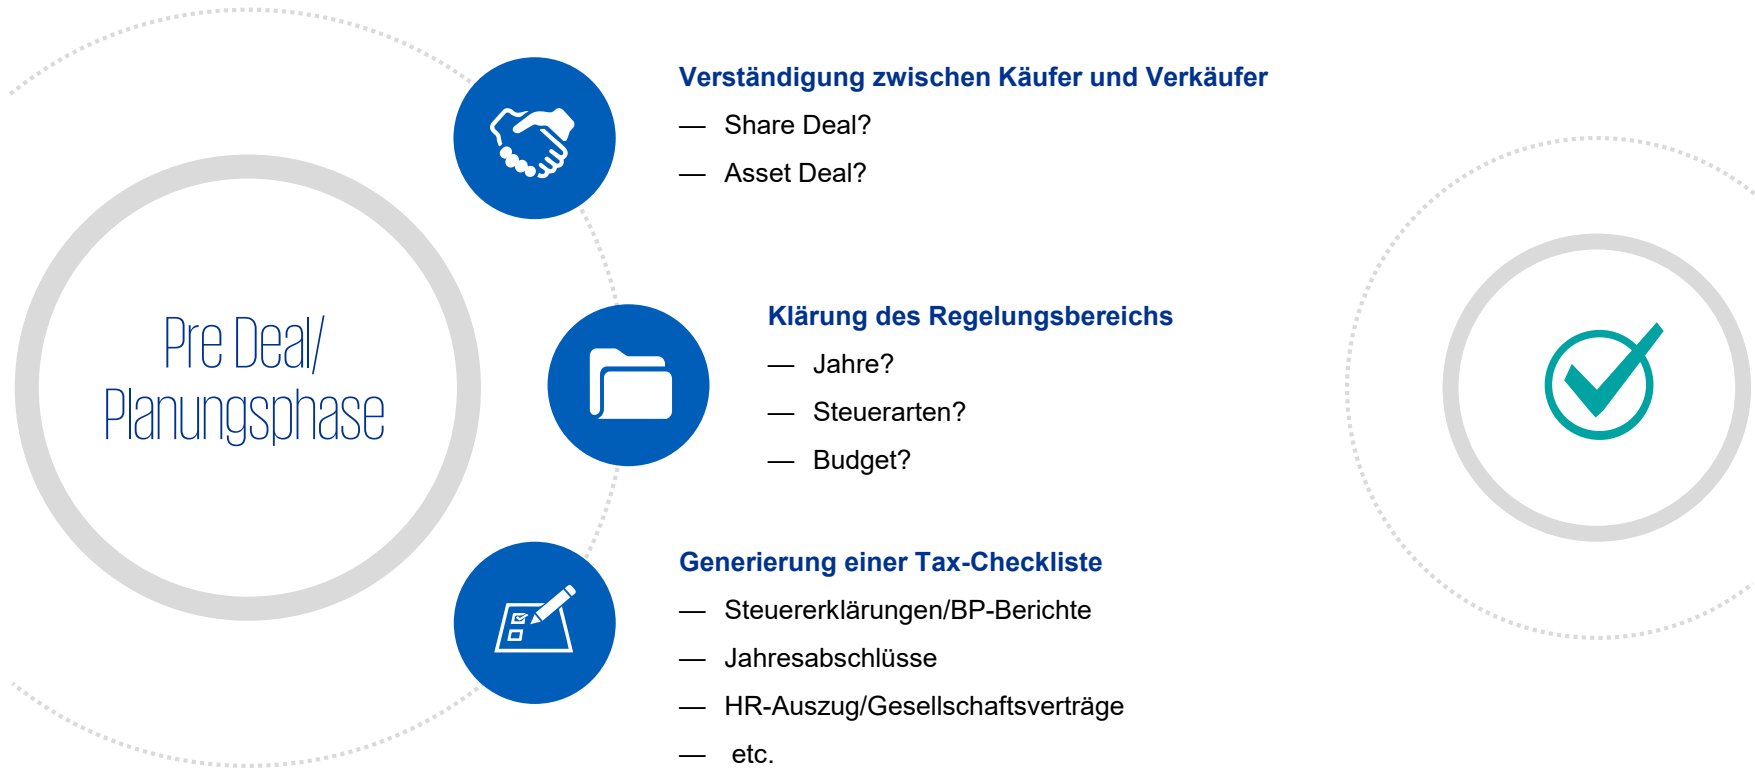 Pre Deal/
Planungsphase
Verständigung zwischen Käufer und Verkäufer
— Share Deal?
— Asset Deal?
Klärung des Regelungsbereichs
— Jahre?
— Steuerarten?
— Budget?
Generierung einer Tax-Checkliste
— Steuererklärungen/BP-Berichte
— Jahresabschlüsse
— HR-Auszug/Gesellschaftsverträge
— etc.